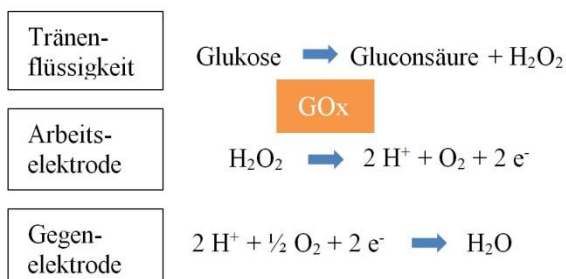 Tränen-
flüssigkeit
Glukose → Gluconsäure + H₂O₂
GOx
Arbeits-
elektrode
H₂O₂ → 2 H⁺ + O₂ + 2 e⁻
Gegen-
elektrode
2 H⁺ + ½ O₂ + 2 e⁻ → H₂O